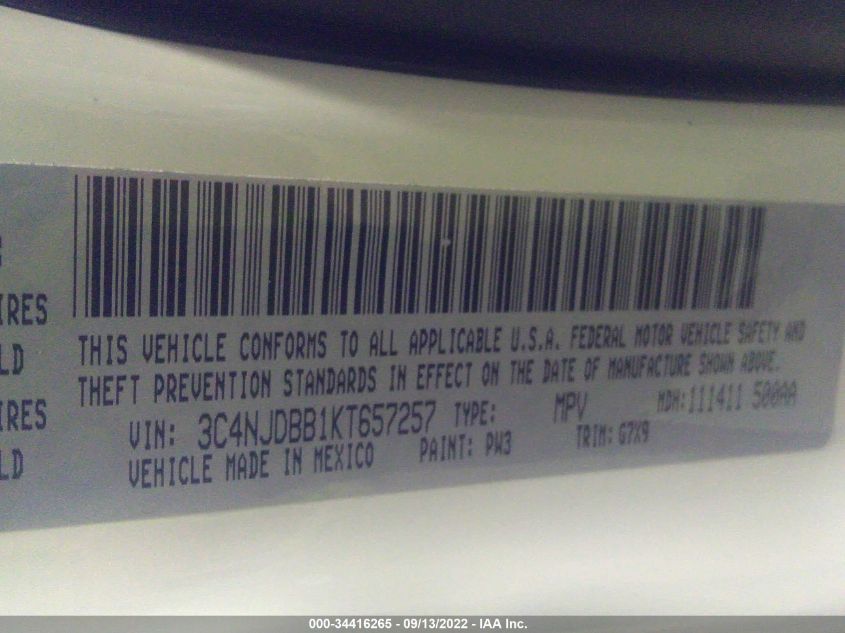 IRES
LD
IRES
LD
THIS VEHICLE CONFORMS TO ALL APPLICABLE U.S.A. FEDERAL MOTOR VEHICLE SAFETY AND
THEFT PREVENTION STANDARDS IN EFFECT ON THE DATE OF MANUFACTURE SHOWN ABOVE.
VIN: 3C4NJDBB1KT657257 TYPE: MPV MDH:111411 500AA
VEHICLE MADE IN MEXICO PAINT: PW3 TRIM: G7X9
000-34416265 - 09/13/2022 - IAA Inc.